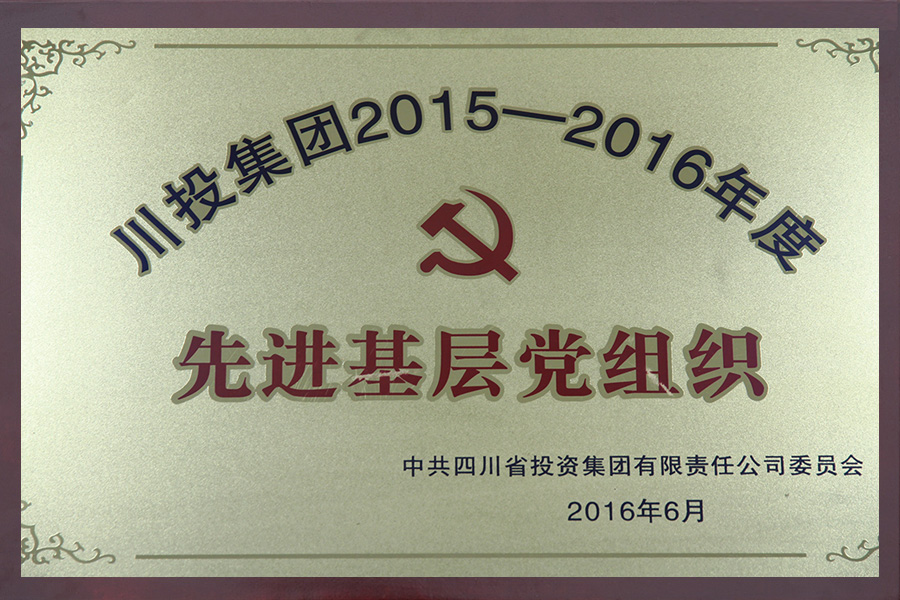 川投集团2015—2016年度
先进基层党组织
中共四川省投资集团有限责任公司委员会
2016年6月